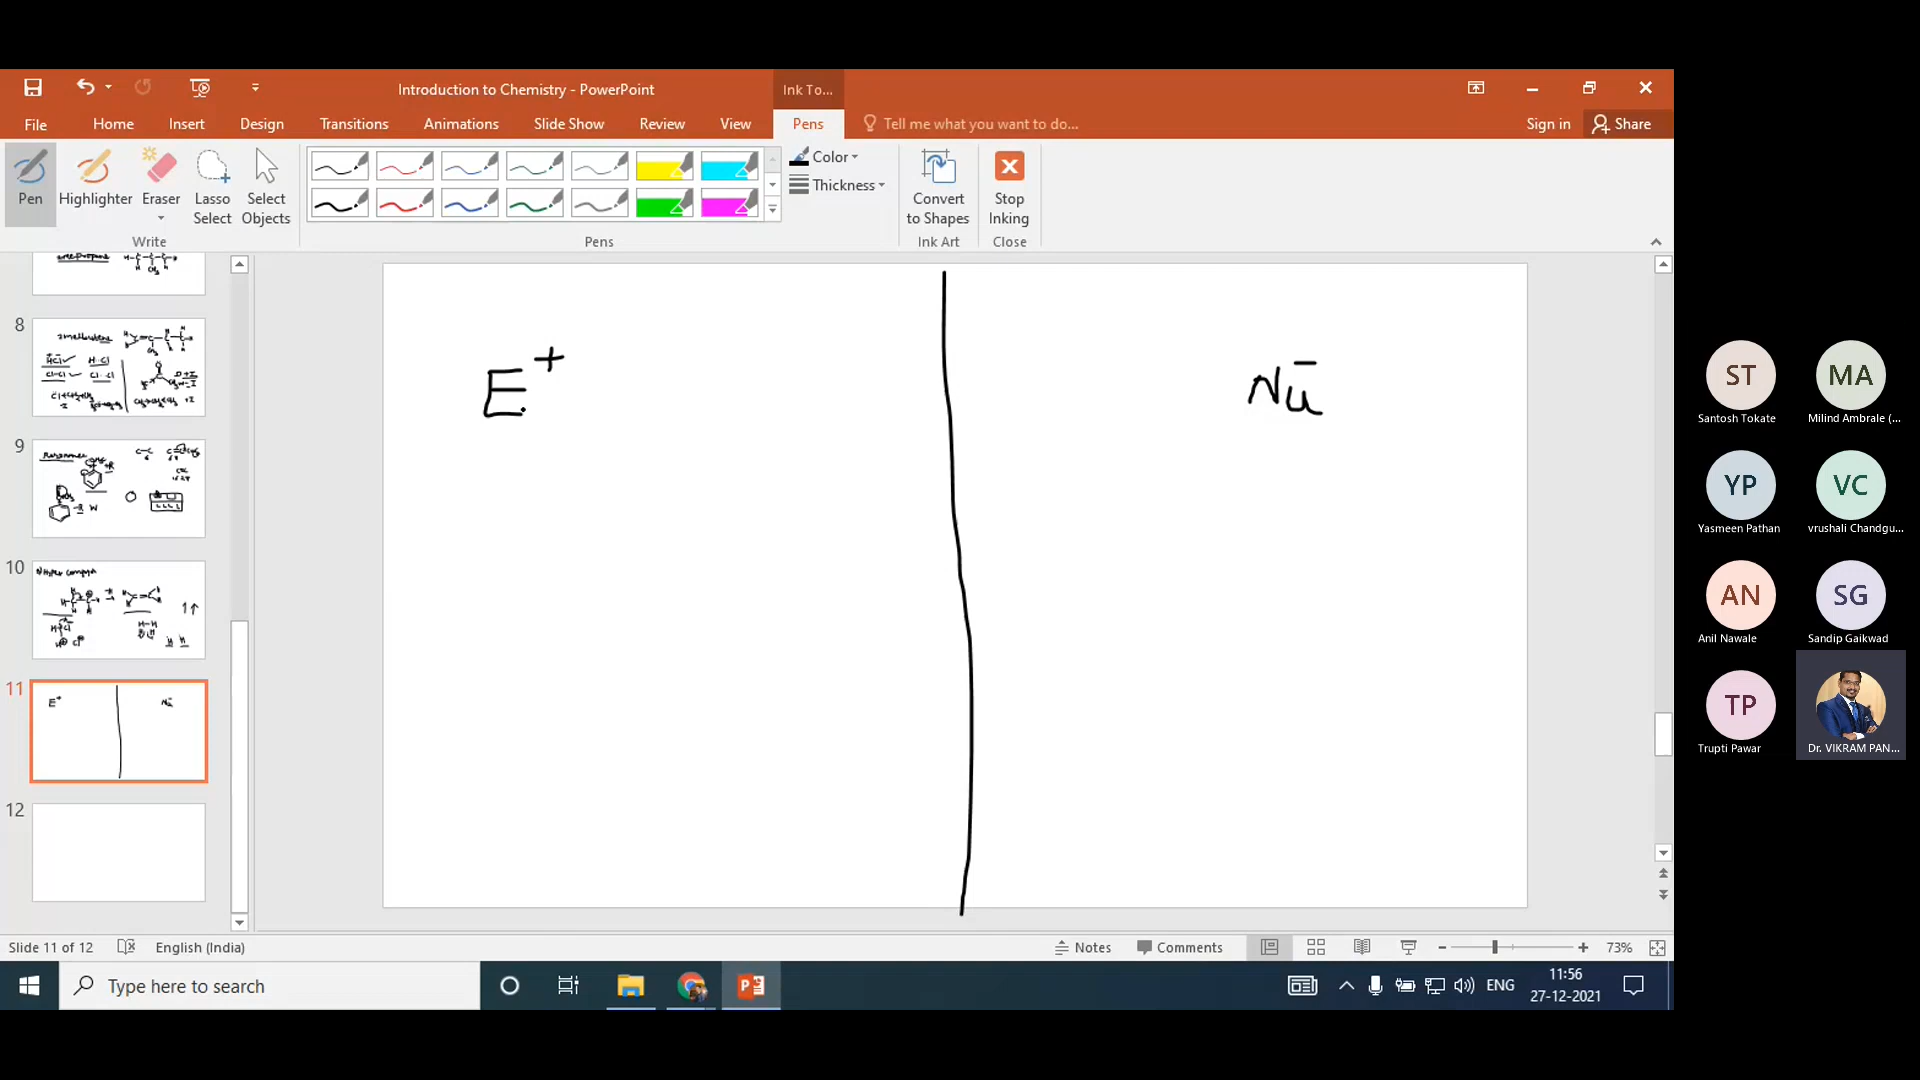 Introduction to Chemistry - PowerPoint
Ink To...
File Home Insert Design Transitions Animations Slide Show Review View Pens Tell me what you want to do... Sign in Share
Pen Highlighter Eraser Lasso Select Select Objects
Color
Thickness
Convert to Shapes
Stop Inking
Write Pens Ink Art Close
8
9
10
11
E+ Nu-
12
E+ Nu-
ST MA
Santosh Tokate Milind Ambrale (...
YP VC
Yasmeen Pathan vrushali Chandgu...
AN SG
Anil Nawale Sandip Gaikwad
TP
Trupti Pawar Dr. VIKRAM PAN...
Slide 11 of 12 English (India) Notes Comments 73%
Type here to search
ENG
11:56
27-12-2021